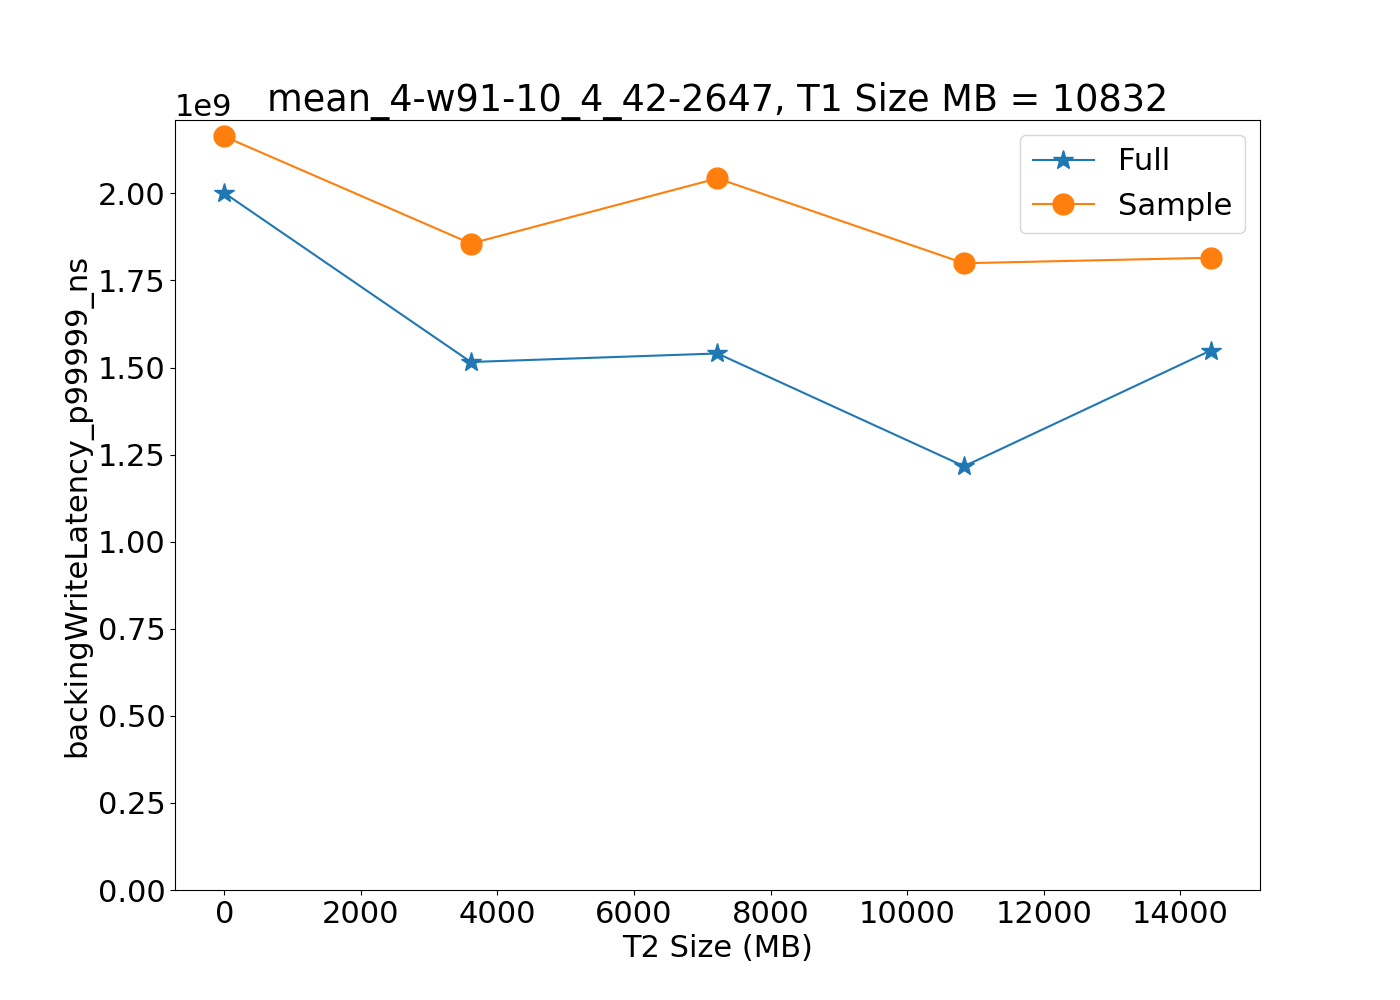 mean_4-w91-10_4_42-2647, T1 Size MB = 10832
1e9
Full
Sample
backingWriteLatency_p99999_ns
2.00
1.75
1.50
1.25
1.00
0.75
0.50
0.25
0.00
0 2000 4000 6000 8000 10000 12000 14000
T2 Size (MB)